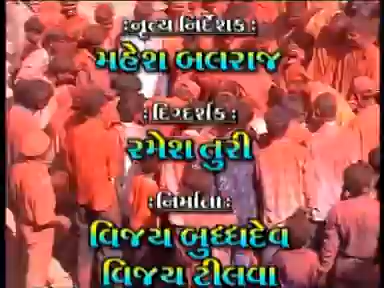 :નૃત્ય નિર્દેશક:
મહેશ બલરાજ
:દિગ્દર્શક:
રમેશ તુરી
:નિર્માતા:
વિજય બુધ્ધદેવ
વિજય ટીલવા